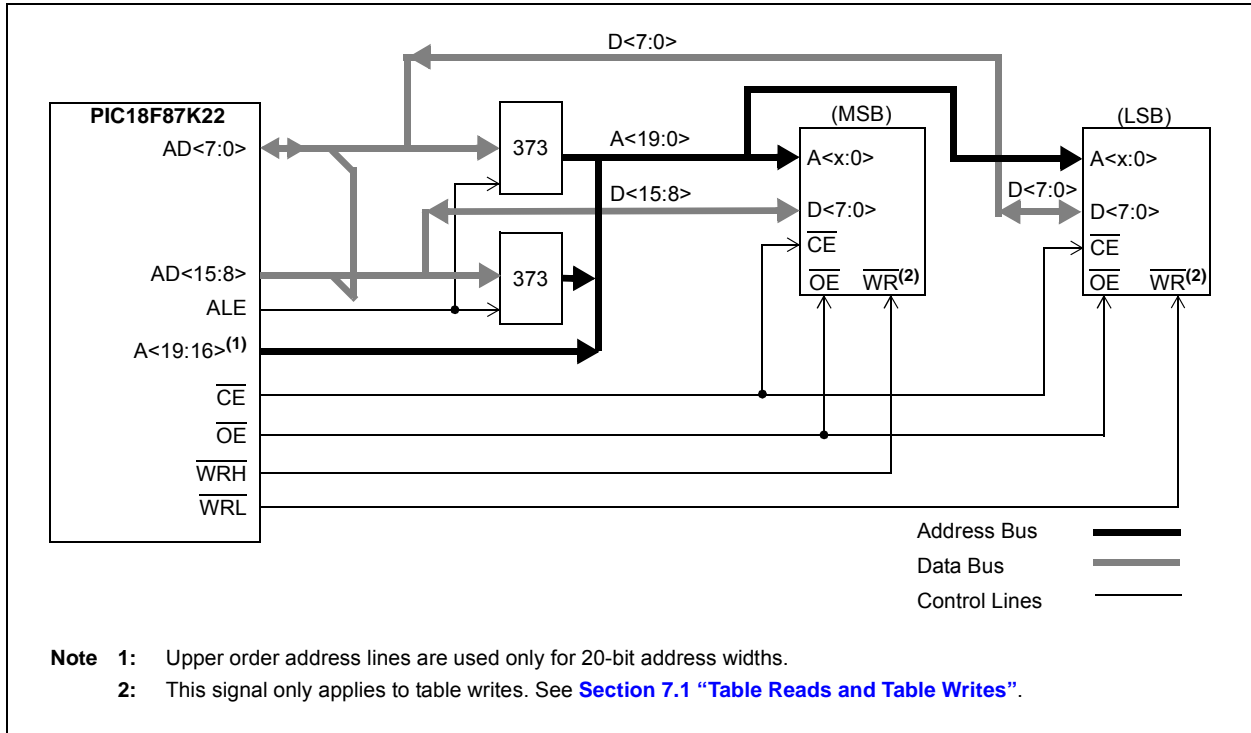 D<7:0>
PIC18F87K22
AD<7:0>
373
A<19:0>
(MSB)
A<x:0>
D<7:0>
CE
OE WR(2)
(LSB)
A<x:0>
D<7:0>
D<7:0>
CE
OE WR(2)
D<15:8>
AD<15:8>
373
ALE
A<19:16>(1)
CE
OE
WRH
WRL
Address Bus
Data Bus
Control Lines
Note 1: Upper order address lines are used only for 20-bit address widths.
2: This signal only applies to table writes. See Section 7.1 “Table Reads and Table Writes”.